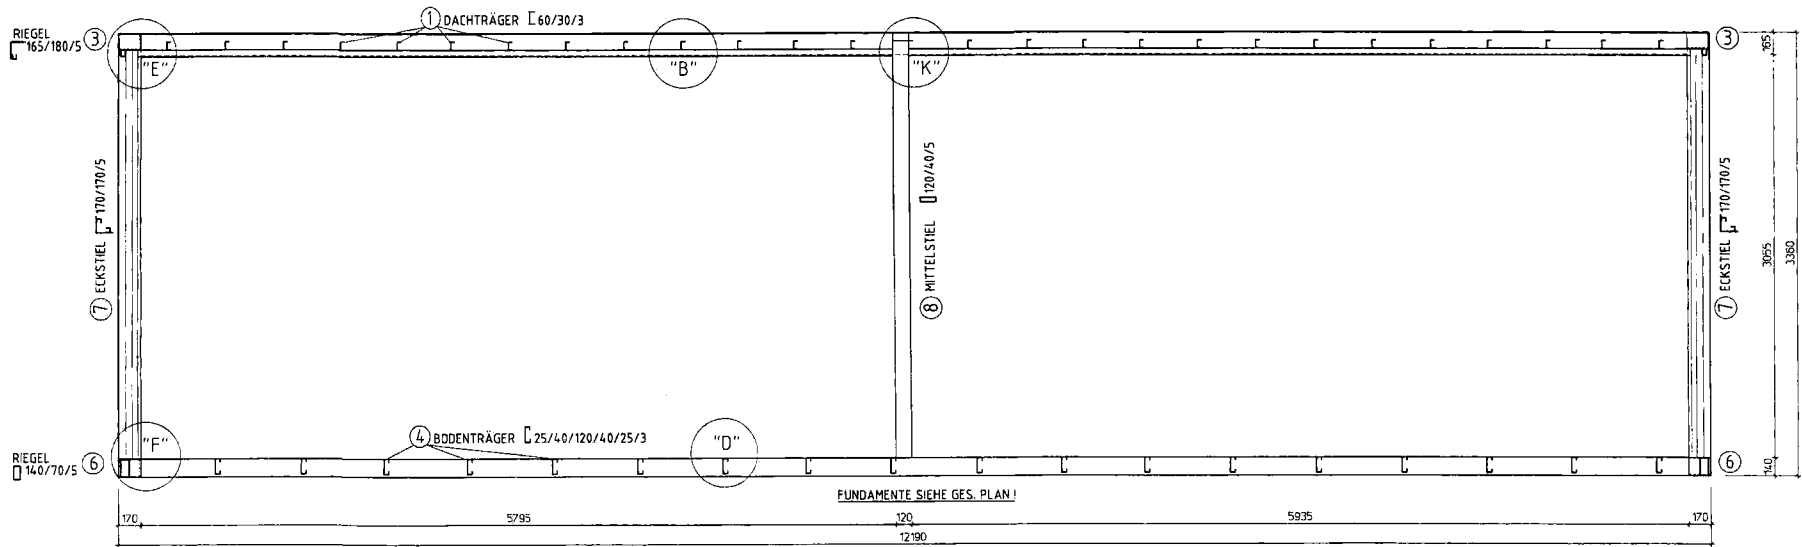 ① DACHTRÄGER [60/30/3
RIEGEL
165/180/5
③
"E"
"B"
"K"
③
165
⑦ ECKSTIEL 170/170/5
⑧ MITTELSTIEL 120/40/5
⑦ ECKSTIEL 170/170/5
3055
3360
"F"
④ BODENTRÄGER [25/40/120/40/25/3
"D"
RIEGEL
140/70/5
⑥
⑥
140
FUNDAMENTE SIEHE GES. PLAN !
170
5795
120
5935
170
12190